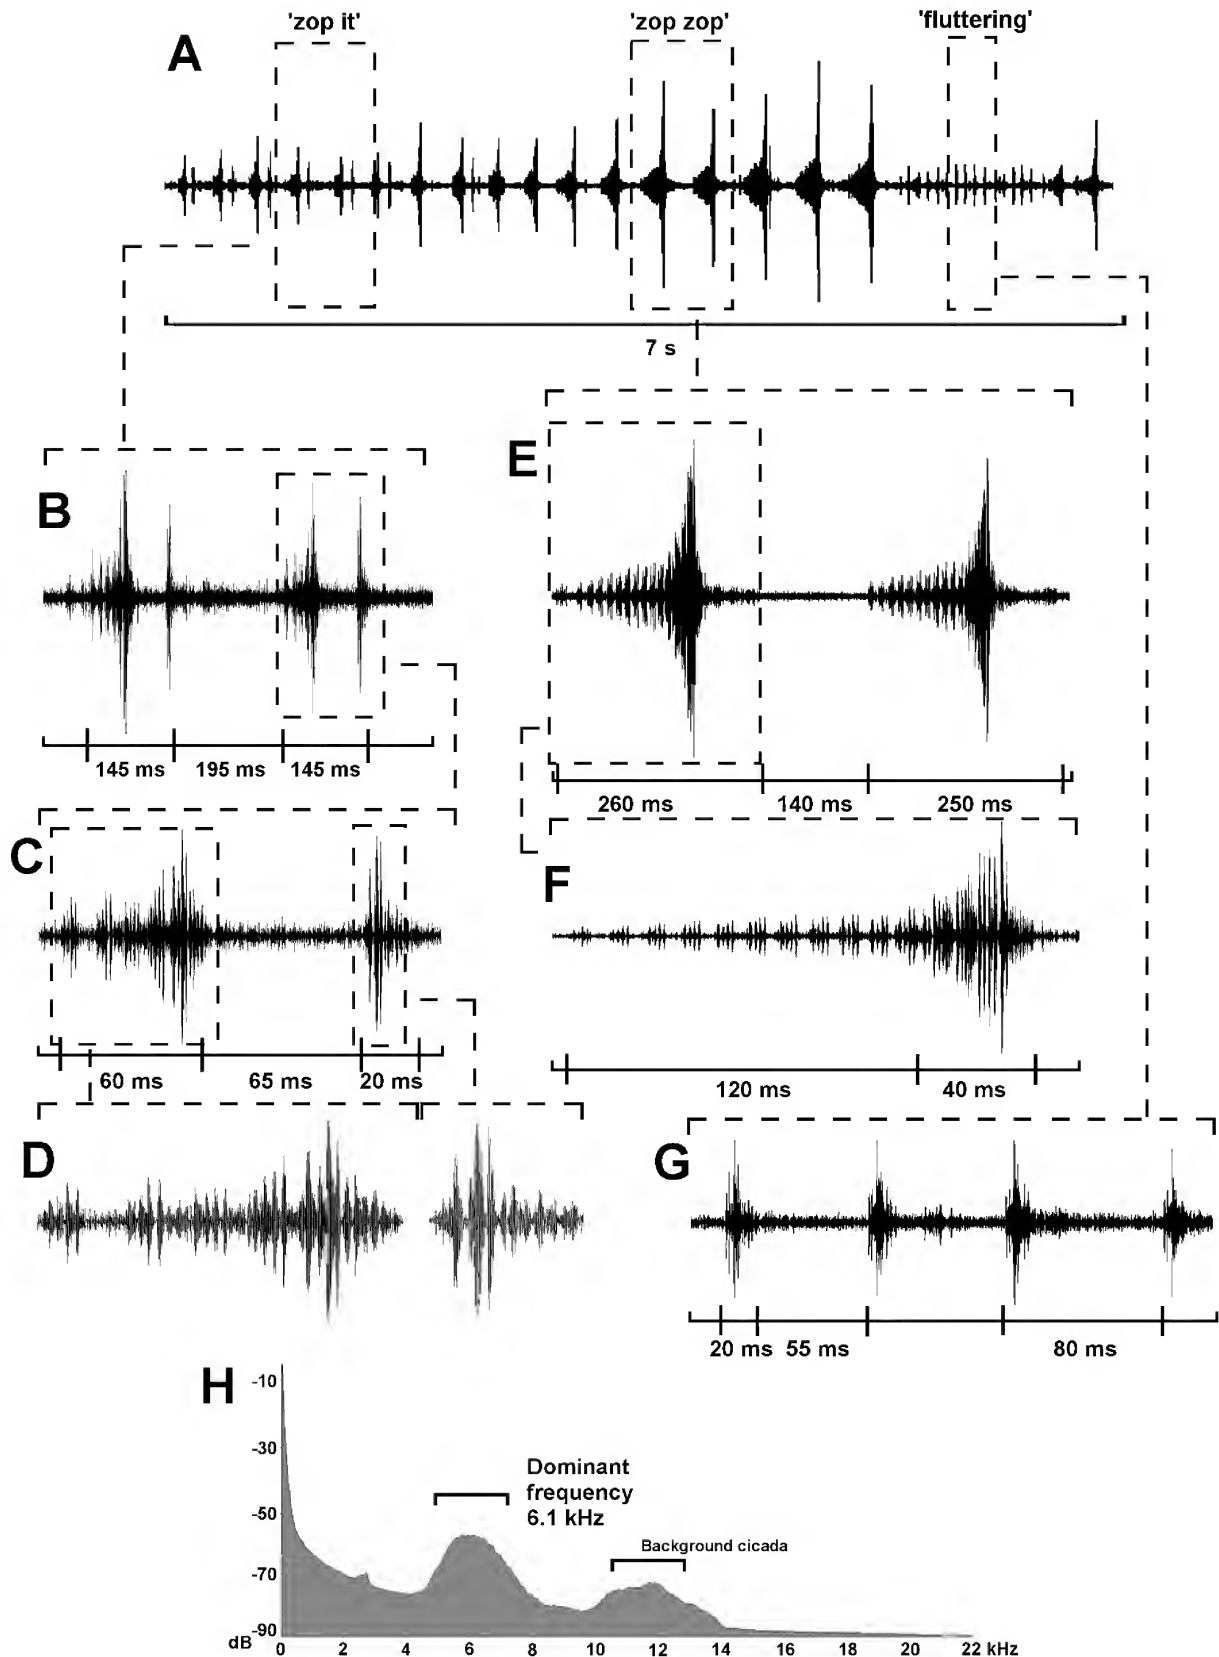 'zop it' 'zop zop' 'fluttering'
A
7 s
B
E
145 ms 195 ms 145 ms
260 ms 140 ms 250 ms
C
F
60 ms 65 ms 20 ms
120 ms 40 ms
D
G
20 ms 55 ms 80 ms
H
-10
-30
Dominant
frequency
6.1 kHz
-50
Background cicada
-70
-90
dB
0 2 4 6 8 10 12 14 16 18 20 22 kHz